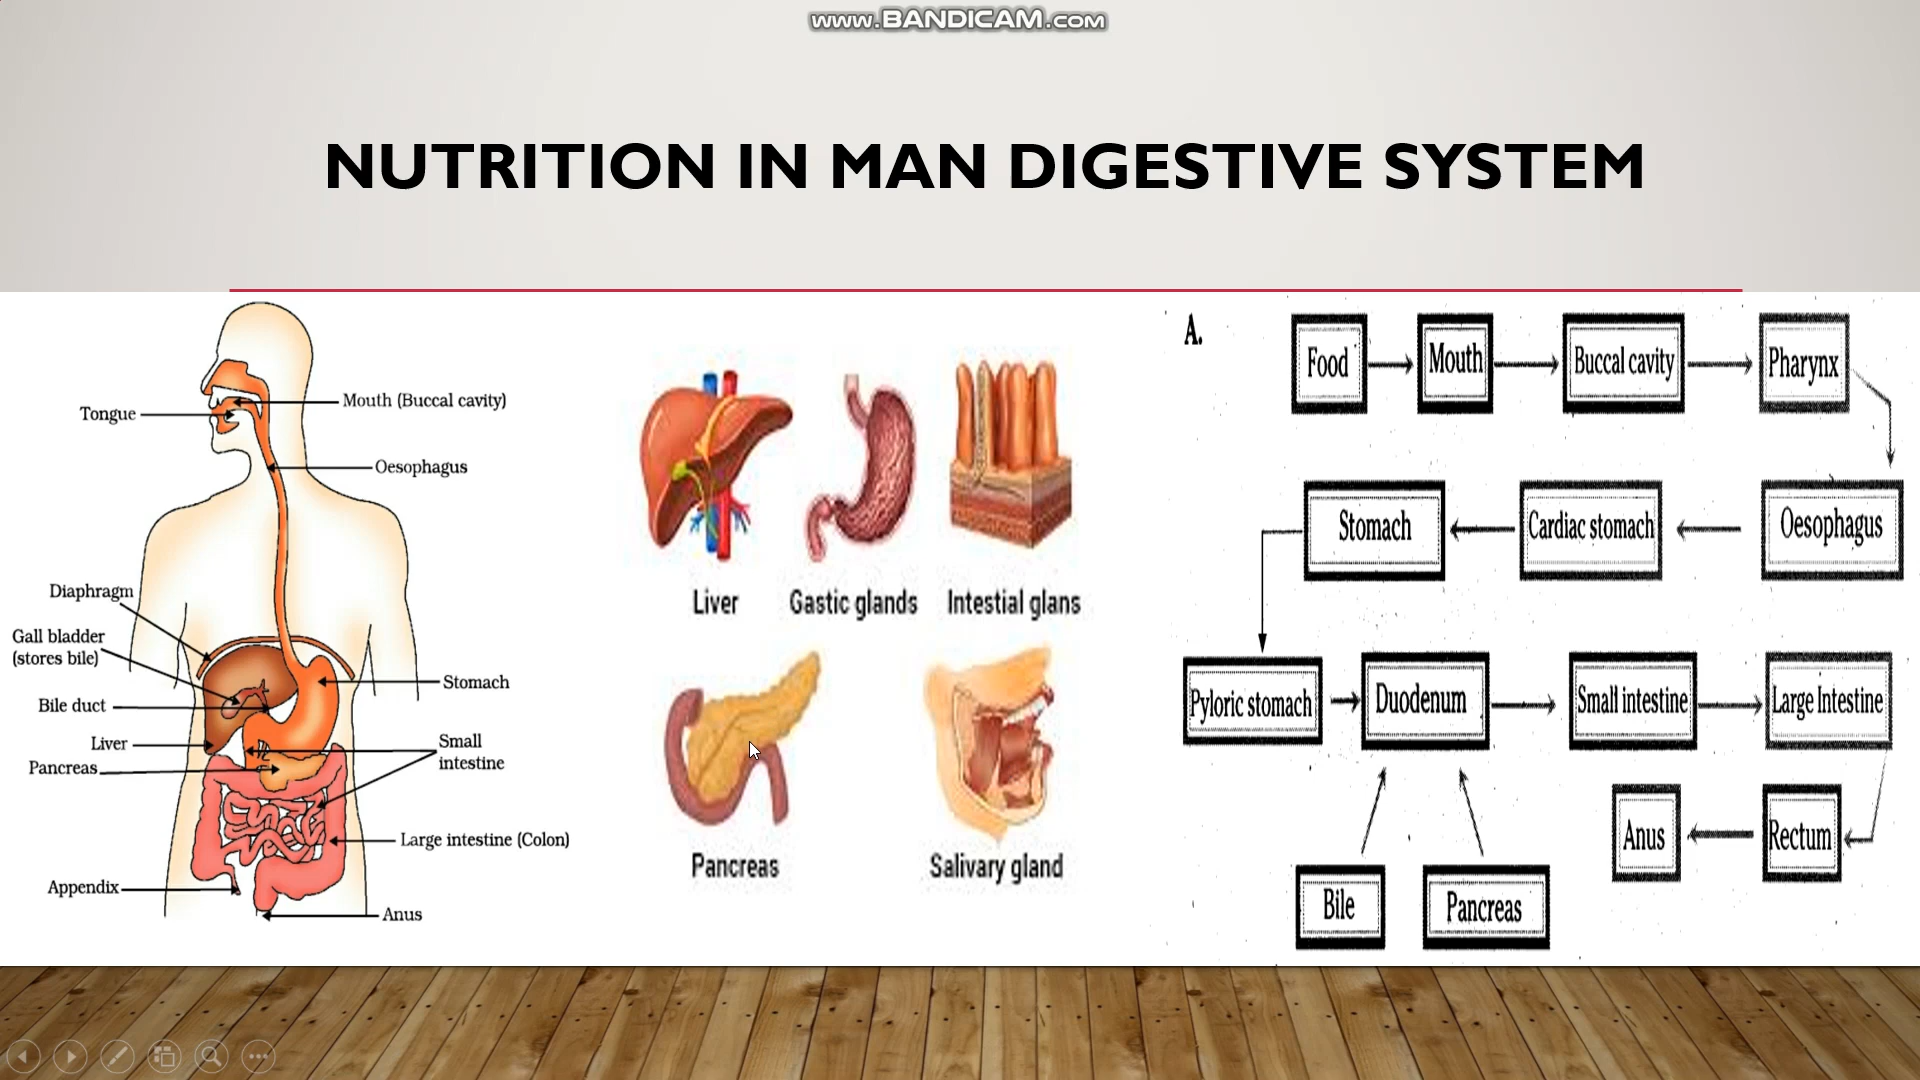 www.BANDICAM.com
NUTRITION IN MAN DIGESTIVE SYSTEM
Tongue
Mouth (Buccal cavity)
Oesophagus
Diaphragm
Gall bladder
(stores bile)
Bile duct
Liver
Pancreas
Stomach
Small
intestine
Large intestine (Colon)
Appendix
Anus
Liver
Gastic glands
Intestial glans
Pancreas
Salivary gland
A.
Food
Mouth
Buccal cavity
Pharynx
Stomach
Cardiac stomach
Oesophagus
Pyloric stomach
Duodenum
Small intestine
Large Intestine
Anus
Rectum
Bile
Pancreas